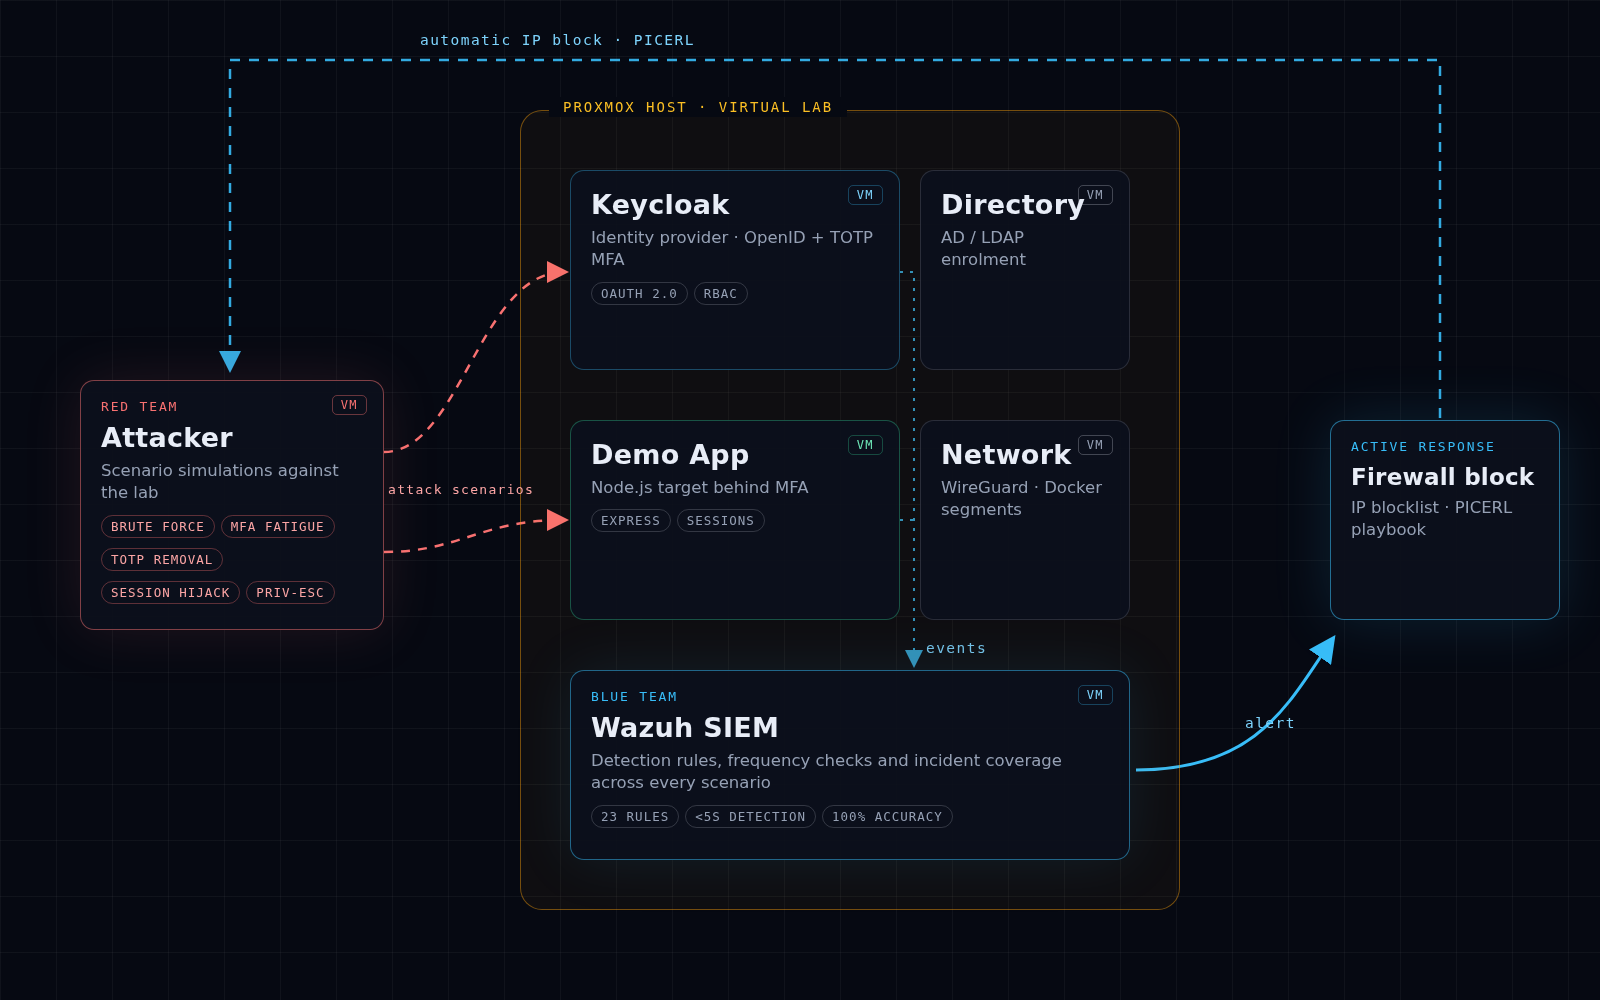 automatic IP block · PICERL
PROXMOX HOST · VIRTUAL LAB
Keycloak
VM
Identity provider · OpenID + TOTP
MFA
OAUTH 2.0
RBAC
Directory
VM
AD / LDAP
enrolment
RED TEAM
VM
Attacker
Scenario simulations against
the lab
BRUTE FORCE
MFA FATIGUE
TOTP REMOVAL
SESSION HIJACK
PRIV-ESC
attack scenarios
Demo App
VM
Node.js target behind MFA
EXPRESS
SESSIONS
Network
VM
WireGuard · Docker
segments
ACTIVE RESPONSE
Firewall block
IP blocklist · PICERL
playbook
events
BLUE TEAM
VM
Wazuh SIEM
Detection rules, frequency checks and incident coverage
across every scenario
23 RULES
<5S DETECTION
100% ACCURACY
alert